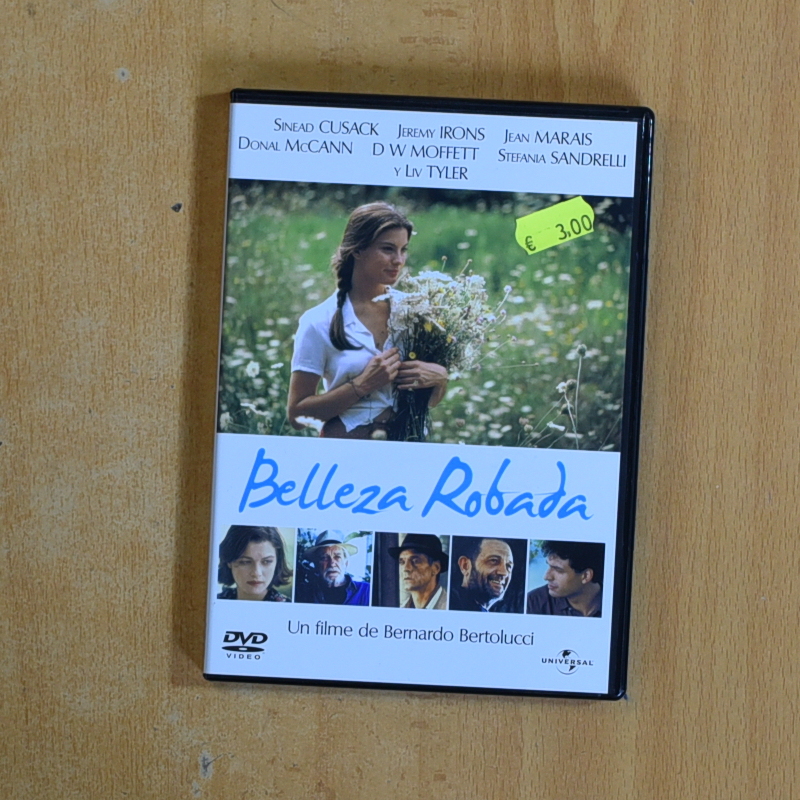 Sinead CUSACK Jeremy IRONS Jean MARAIS
Donal McCANN D W MOFFETT Stefania SANDRELLI
y Liv TYLER
€ 3,00
Belleza Robada
Un filme de Bernardo Bertolucci
DVD
VIDEO
UNIVERSAL